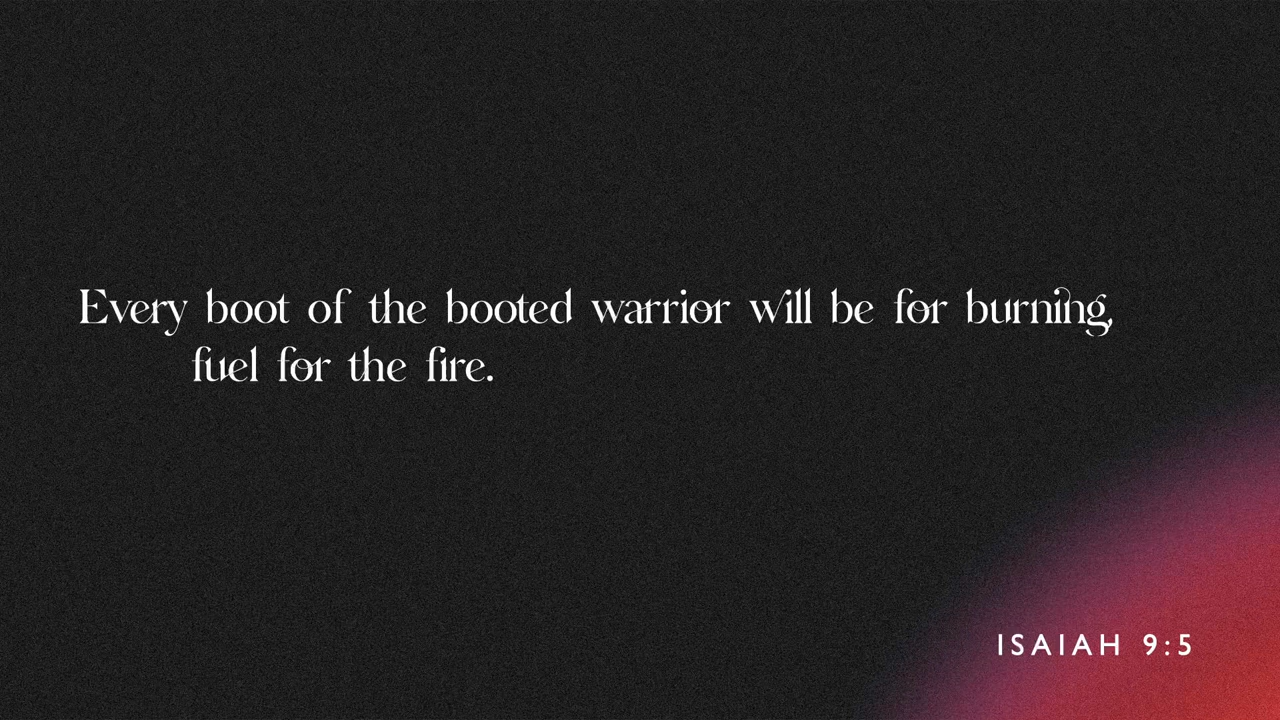 Every boot of the booted warrior will be for burning,
fuel for the fire.
ISAIAH 9:5